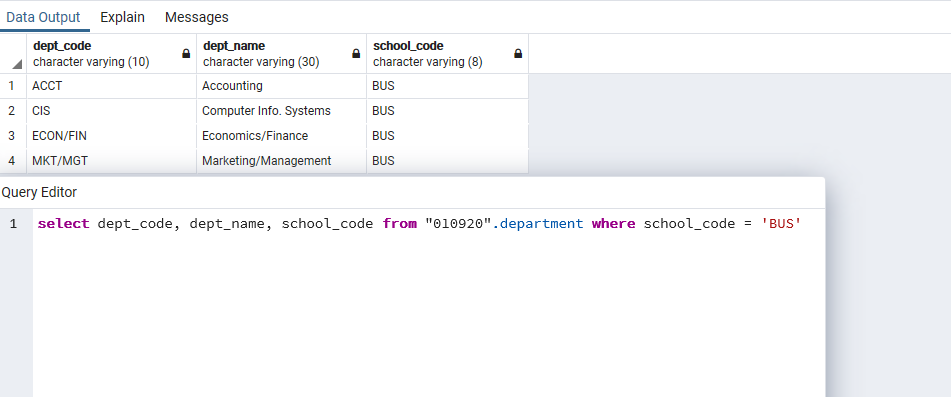 Data Output Explain Messages
dept_code dept_name school_code
character varying (10) character varying (30) character varying (8)
1 ACCT Accounting BUS
2 CIS Computer Info. Systems BUS
3 ECON/FIN Economics/Finance BUS
4 MKT/MGT Marketing/Management BUS
Query Editor
1 select dept_code, dept_name, school_code from "010920".department where school_code = 'BUS'